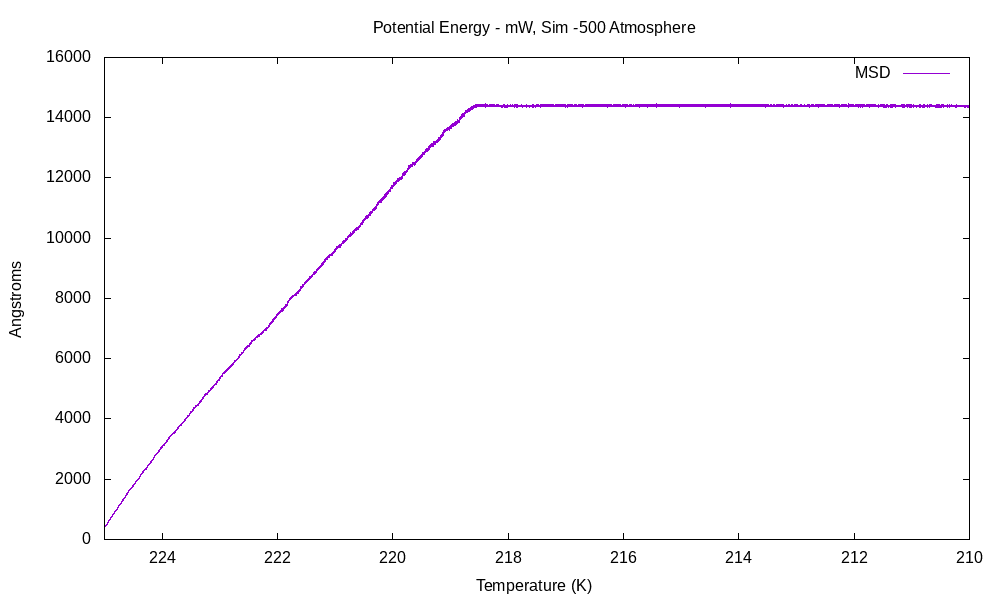 Potential Energy - mW, Sim -500 Atmosphere
MSD
Angstroms
16000
14000
12000
10000
8000
6000
4000
2000
0
224 222 220 218 216 214 212 210
Temperature (K)